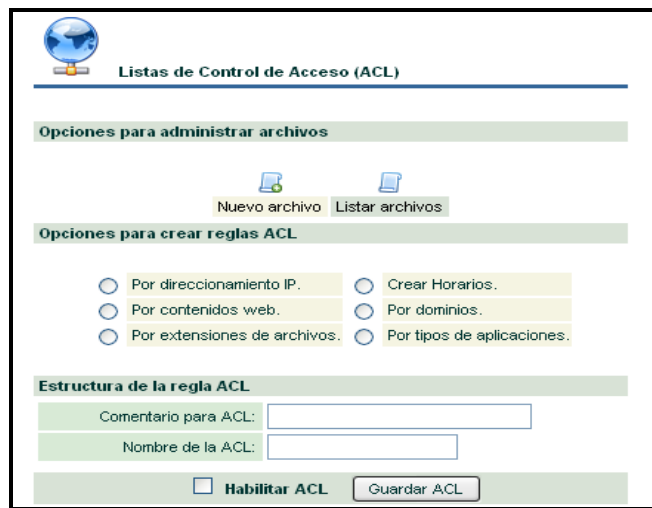 Listas de Control de Acceso (ACL)
Opciones para administrar archivos
Nuevo archivo Listar archivos
Opciones para crear reglas ACL
Por direccionamiento IP. Crear Horarios.
Por contenidos web. Por dominios.
Por extensiones de archivos. Por tipos de aplicaciones.
Estructura de la regla ACL
Comentario para ACL:
Nombre de la ACL:
Habilitar ACL Guardar ACL